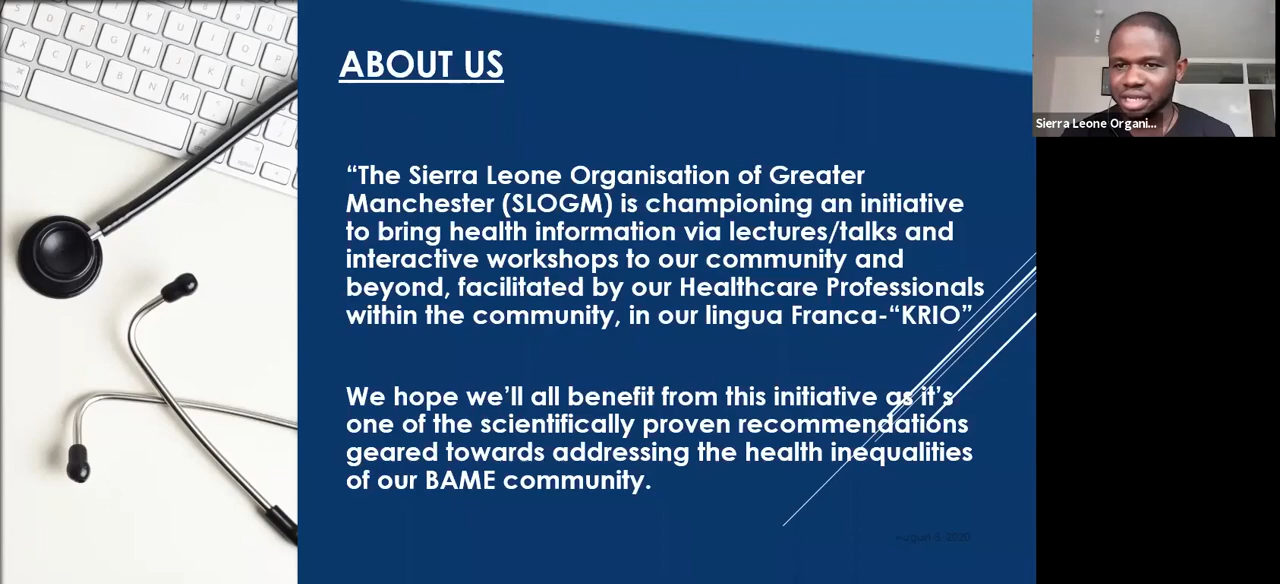 ABOUT US
“The Sierra Leone Organisation of Greater
Manchester (SLOGM) is championing an initiative
to bring health information via lectures/talks and
interactive workshops to our community and
beyond, facilitated by our Healthcare Professionals
within the community, in our lingua Franca-“KRIO”
We hope we’ll all benefit from this initiative as it’s
one of the scientifically proven recommendations
geared towards addressing the health inequalities
of our BAME community.
Sierra Leone Organi...